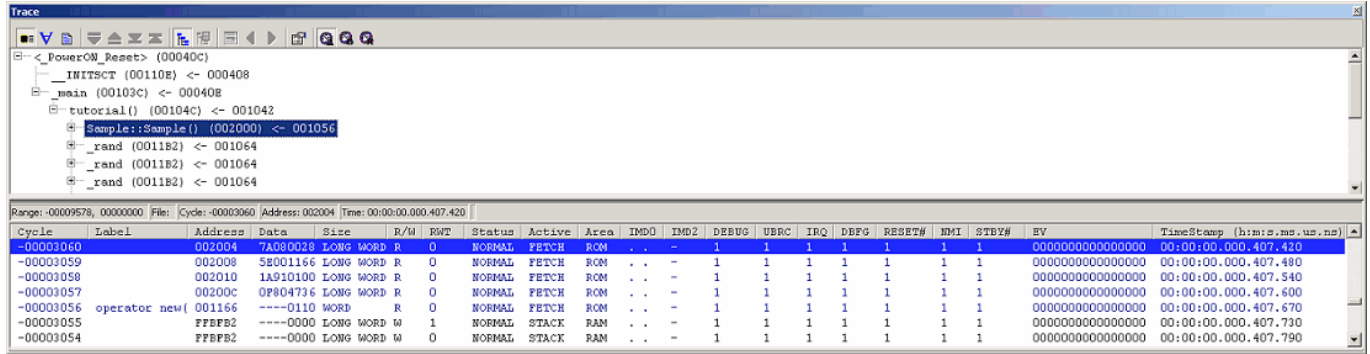 Trace
<_PowerON_Reset> (00040C)
__INITSCT (00110E) <- 000408
_main (00103C) <- 00040E
tutorial() (00104C) <- 001042
Sample::Sample() (002000) <- 001056
_rand (0011B2) <- 001064
_rand (0011B2) <- 001064
_rand (0011B2) <- 001064
Range: -00009578, 00000000 File: Cycle: -00003060 Address: 002004 Time: 00:00:00.000.407.420
Cycle Label Address Data Size R/W RWT Status Active Area IMD0 IMD2 DEBUG UBRC IRQ DBFG RESET# NMI STBY# EV TimeStamp (h:m:s.ms.us.ns)
-00003060 002004 7A080028 LONG WORD R 0 NORMAL FETCH ROM . . - 1 1 1 1 1 1 1 0000000000000000 00:00:00.000.407.420
-00003059 002008 5E001166 LONG WORD R 0 NORMAL FETCH ROM . . - 1 1 1 1 1 1 1 0000000000000000 00:00:00.000.407.480
-00003058 002010 1A910100 LONG WORD R 0 NORMAL FETCH ROM . . - 1 1 1 1 1 1 1 0000000000000000 00:00:00.000.407.540
-00003057 00200C 0F804736 LONG WORD R 0 NORMAL FETCH ROM . . - 1 1 1 1 1 1 1 0000000000000000 00:00:00.000.407.600
-00003056 operator new( 001166 ----0110 WORD R 0 NORMAL FETCH ROM . . - 1 1 1 1 1 1 1 0000000000000000 00:00:00.000.407.670
-00003055 FFBFB2 ----0000 LONG WORD W 1 NORMAL STACK RAM . . - 1 1 1 1 1 1 1 0000000000000000 00:00:00.000.407.730
-00003054 FFBFB2 ----0000 LONG WORD W 0 NORMAL STACK RAM . . - 1 1 1 1 1 1 1 0000000000000000 00:00:00.000.407.790